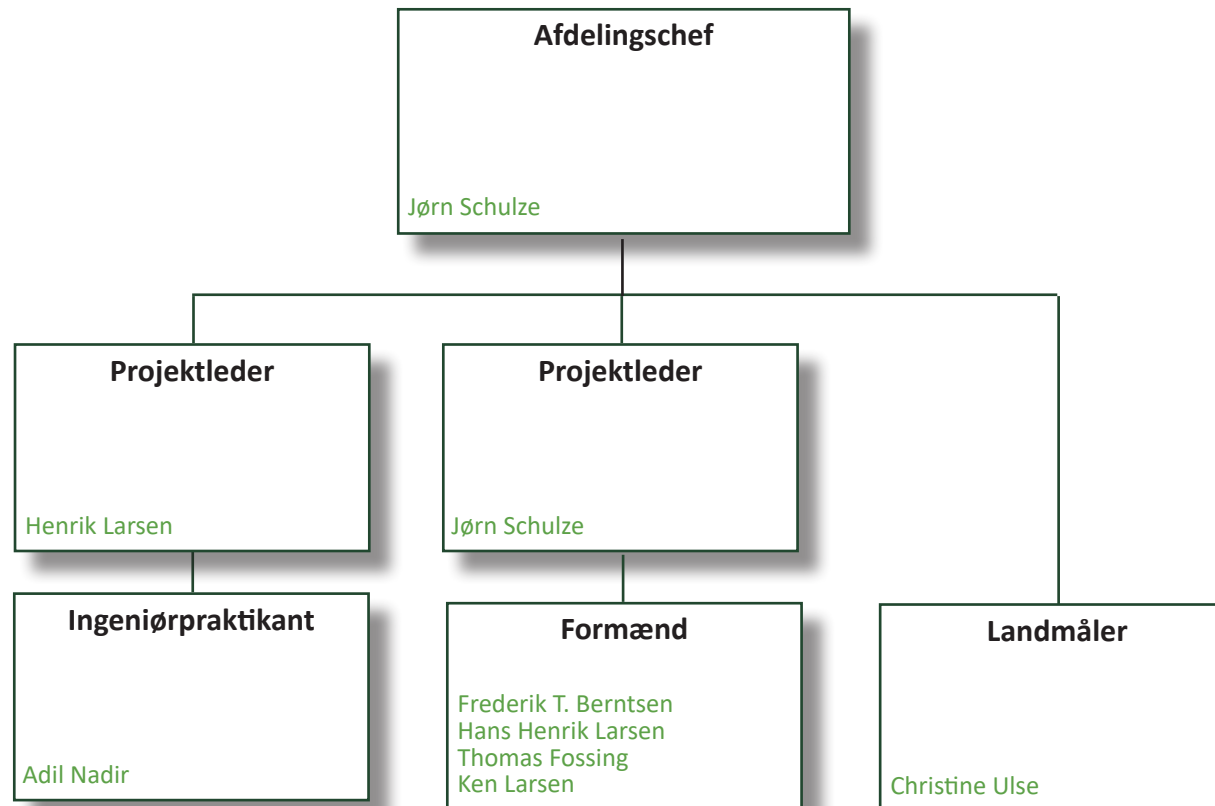 Afdelingschef
Jørn Schulze
Projektleder
Henrik Larsen
Projektleder
Jørn Schulze
Ingeniørpraktikant
Adil Nadir
Formænd
Frederik T. Berntsen
Hans Henrik Larsen
Thomas Fossing
Ken Larsen
Landmåler
Christine Ulse